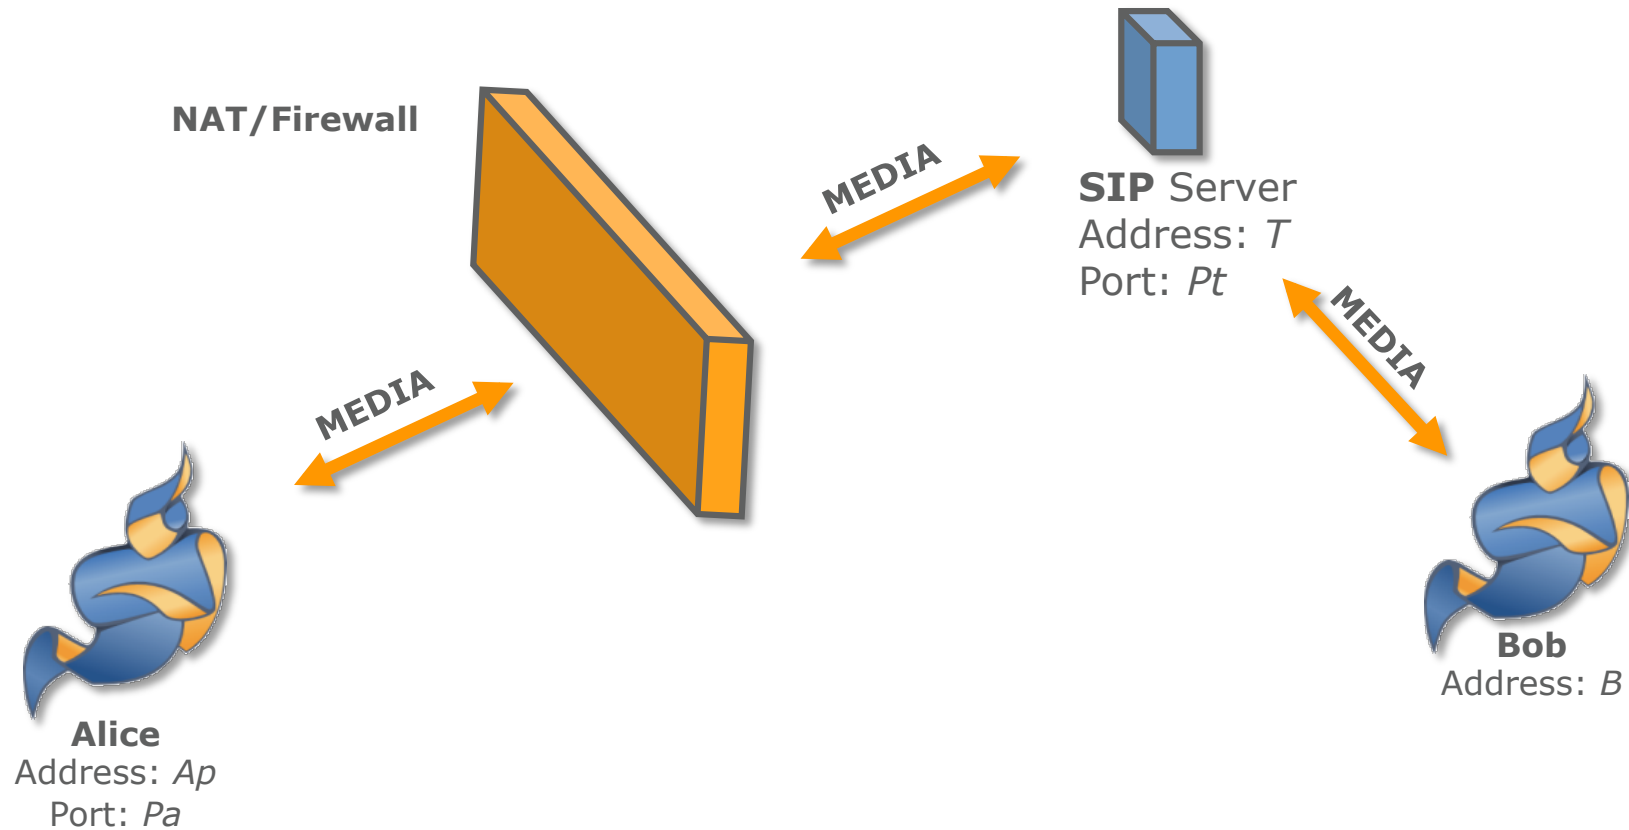 NAT/Firewall
MEDIA
SIP Server
Address: T
Port: Pt
MEDIA
MEDIA
Bob
Address: B
Alice
Address: Ap
Port: Pa